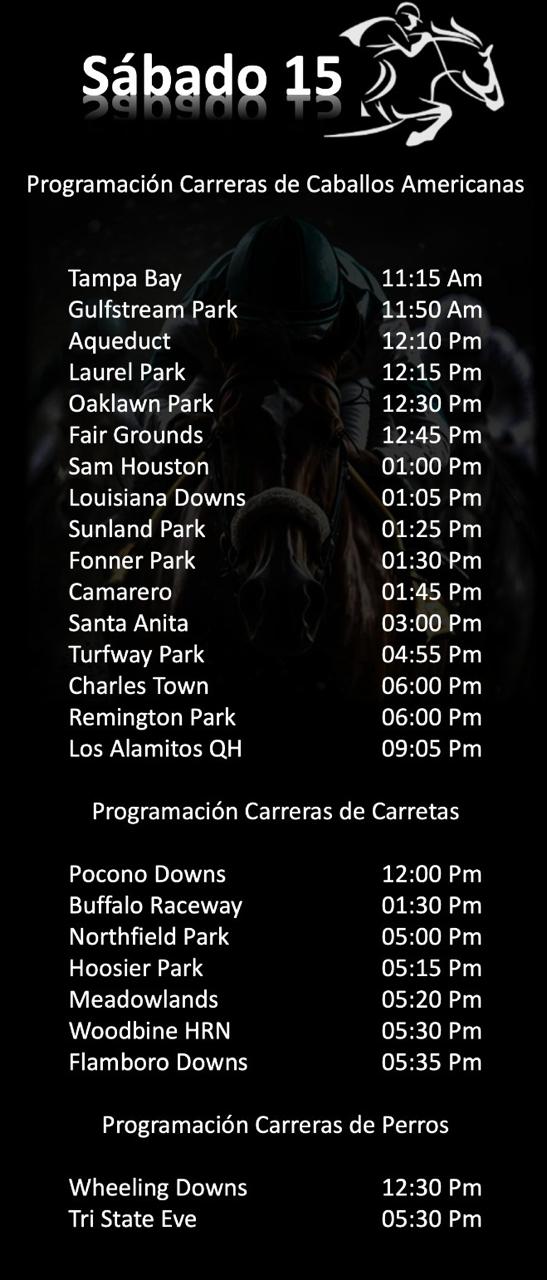 Sábado 15
Programación Carreras de Caballos Americanas
Tampa Bay 11:15 Am
Gulfstream Park 11:50 Am
Aqueduct 12:10 Pm
Laurel Park 12:15 Pm
Oaklawn Park 12:30 Pm
Fair Grounds 12:45 Pm
Sam Houston 01:00 Pm
Louisiana Downs 01:05 Pm
Sunland Park 01:25 Pm
Fonner Park 01:30 Pm
Camarero 01:45 Pm
Santa Anita 03:00 Pm
Turfway Park 04:55 Pm
Charles Town 06:00 Pm
Remington Park 06:00 Pm
Los Alamitos QH 09:05 Pm
Programación Carreras de Carretas
Pocono Downs 12:00 Pm
Buffalo Raceway 01:30 Pm
Northfield Park 05:00 Pm
Hoosier Park 05:15 Pm
Meadowlands 05:20 Pm
Woodbine HRN 05:30 Pm
Flamboro Downs 05:35 Pm
Programación Carreras de Perros
Wheeling Downs 12:30 Pm
Tri State Eve 05:30 Pm